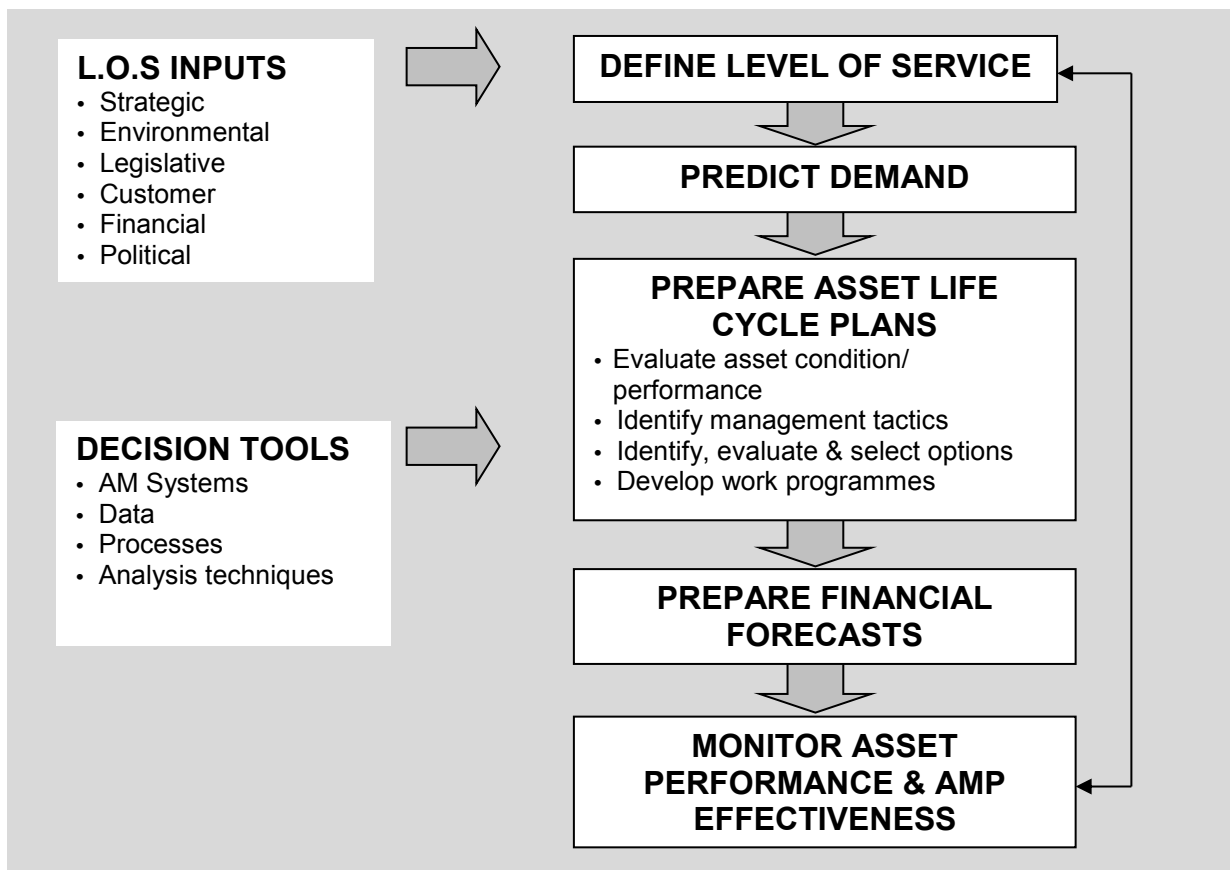 L.O.S INPUTS
• Strategic
• Environmental
• Legislative
• Customer
• Financial
• Political
DECISION TOOLS
• AM Systems
• Data
• Processes
• Analysis techniques
DEFINE LEVEL OF SERVICE
PREDICT DEMAND
PREPARE ASSET LIFE
CYCLE PLANS
• Evaluate asset condition/
performance
• Identify management tactics
• Identify, evaluate & select options
• Develop work programmes
PREPARE FINANCIAL
FORECASTS
MONITOR ASSET
PERFORMANCE & AMP
EFFECTIVENESS